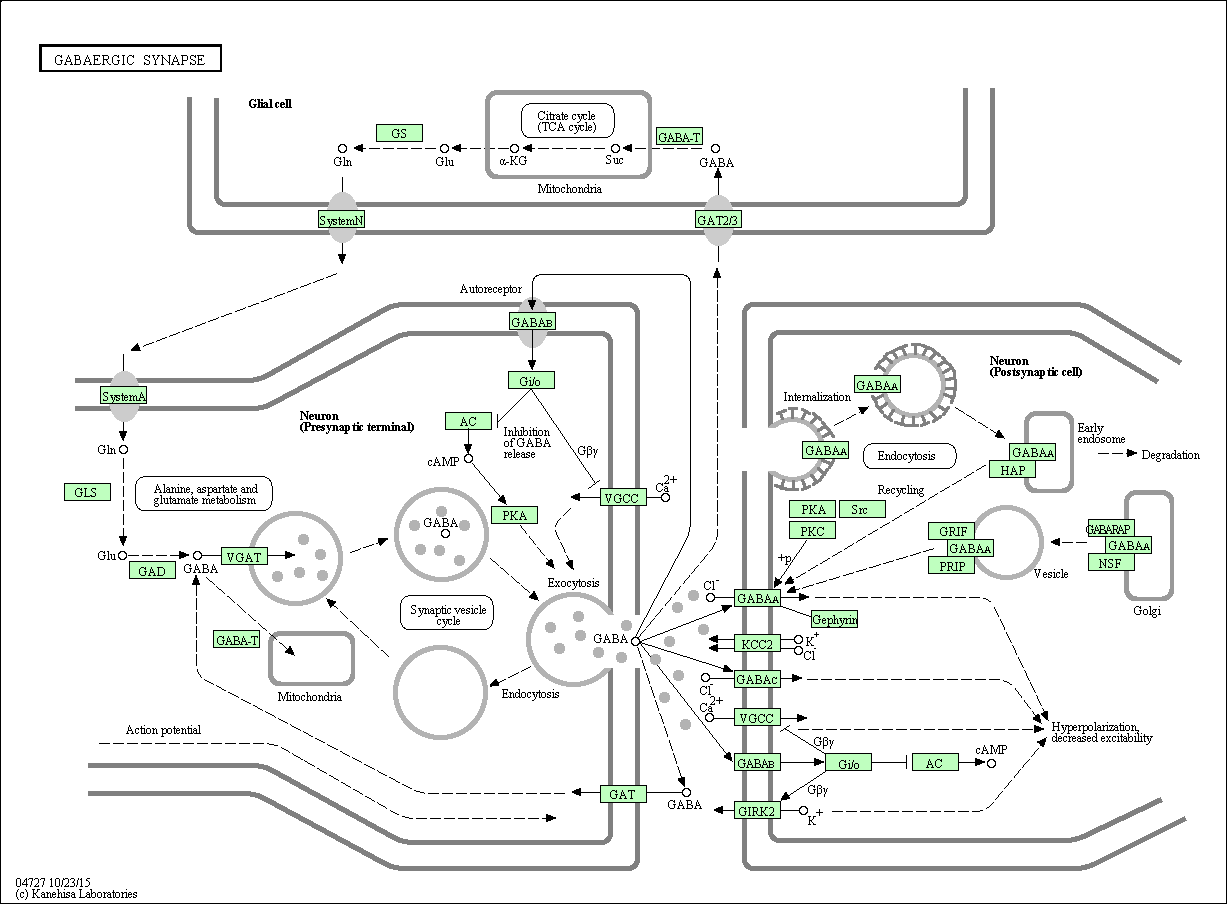 GABAERGIC SYNAPSE
Glial cell
Citrate cycle
(TCA cycle)
GS
GABA-T
Gln
Glu
α-KG
Suc
GABA
Mitochondria
SystemN
GAT2/3
Autoreceptor
GABAB
Gi/o
AC
Inhibition
of GABA
release
Gβγ
cAMP
PKA
VGCC
Ca2+
SystemA
Neuron
(Presynaptic terminal)
Gln
GLS
Alanine, aspartate and
glutamate metabolism
GABA
Glu
GAD
GABA
VGAT
Exocytosis
Synaptic vesicle
cycle
GABA
GABA-T
Mitochondria
Endocytosis
Action potential
GAT
GABA
Neuron
(Postsynaptic cell)
GABAA
Internalization
GABAA
Endocytosis
GABAA
HAP
Early
endosome
Degradation
Recycling
PKA
Src
PKC
+p
GRIF
GABAA
PRIP
Vesicle
GABARAP
GABAA
NSF
Golgi
Cl-
GABAA
Gephyrin
KCC2
K+
Cl-
GABAC
Cl-
Ca2+
VGCC
Gβγ
GABAB
Gi/o
AC
cAMP
Gβγ
GIRK2
K+
Hyperpolarization,
decreased excitability
04727 10/23/15
(c) Kanehisa Laboratories